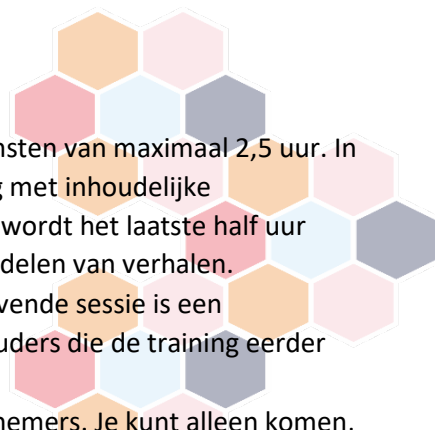 nsten van maximaal 2,5 uur. In
g met inhoudelijke
wordt het laatste half uur
delen van verhalen.
vende sessie is een
uders die de training eerder
nemers. Je kunt alleen komen,